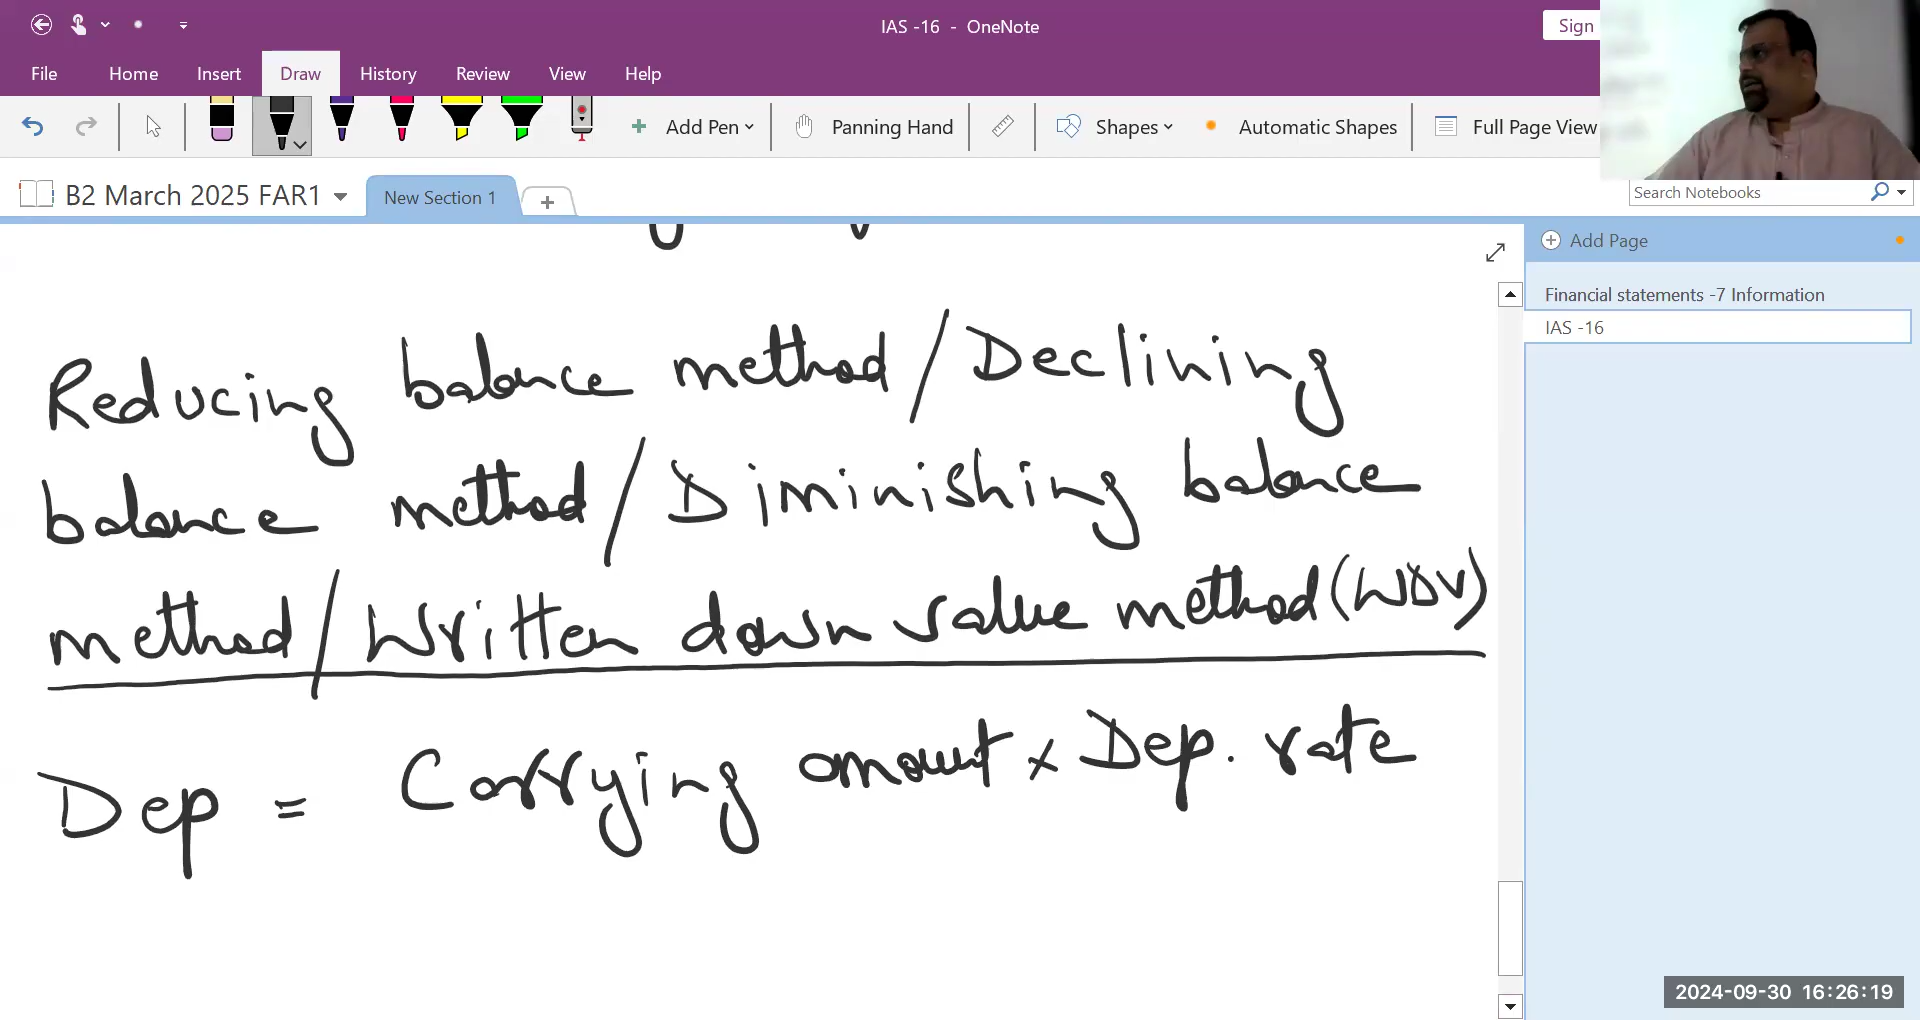 IAS -16 - OneNote
Sign
File Home Insert Draw History Review View Help
Add Pen Panning Hand Shapes Automatic Shapes Full Page View
B2 March 2025 FAR1 New Section 1
Search Notebooks
Add Page
Financial statements -7 Information
IAS -16
Reducing balance method/Declining
balance method/Diminishing balance
method/Written down value method(WDV)
Dep = Carrying amount x Dep. rate
2024-09-30 16:26:19